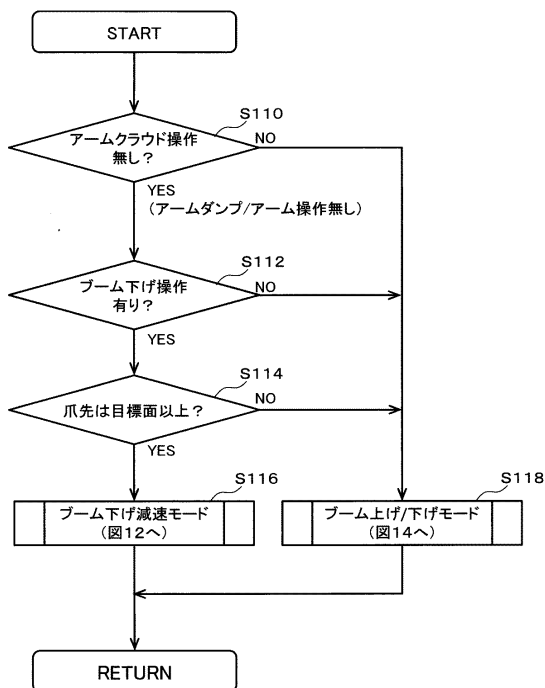 START
S110
アームクラウド操作
無し?
NO
YES
(アームダンプ/アーム操作無し)
S112
ブーム下げ操作
有り?
NO
YES
S114
爪先は目標面以上?
NO
YES
S116
ブーム下げ減速モード
(図12へ)
S118
ブーム上げ/下げモード
(図14へ)
RETURN